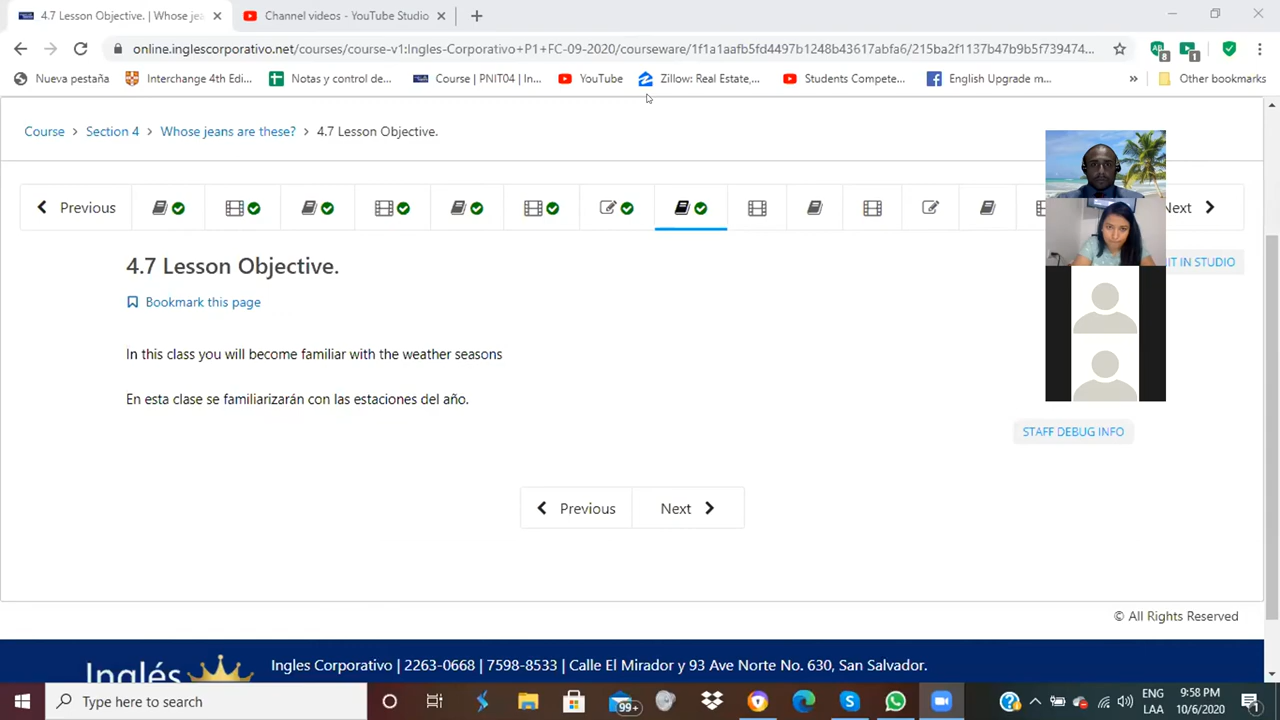 4.7 Lesson Objective. | Whose je
Channel videos - YouTube Studio
online.inglescorporativo.net/courses/course-v1:Ingles-Corporativo+P1+FC-09-2020/courseware/1f1a1aafb5fd4497b1248b43617abfa6/215ba2f1137b47b9b5f739474...
8
1
Nueva pestaña
Interchange 4th Edi...
Notas y control de...
Course | PNIT04 | In...
YouTube
Zillow: Real Estate,...
Students Compete...
English Upgrade m...
»
Other bookmarks
Course > Section 4 > Whose jeans are these? > 4.7 Lesson Objective.
Previous
Next
4.7 Lesson Objective.
IT IN STUDIO
Bookmark this page
In this class you will become familiar with the weather seasons
En esta clase se familiarizarán con las estaciones del año.
STAFF DEBUG INFO
Previous
Next
© All Rights Reserved
Inglés
Ingles Corporativo | 2263-0668 | 7598-8533 | Calle El Mirador y 93 Ave Norte No. 630, San Salvador.
Type here to search
99+
ENG
LAA
9:58 PM
10/6/2020
1